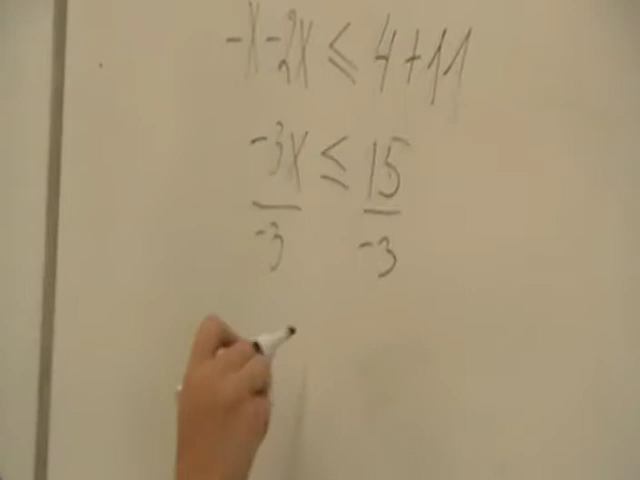 -x-2x ≤ 4+11
-3x ≤ 15
-3 -3